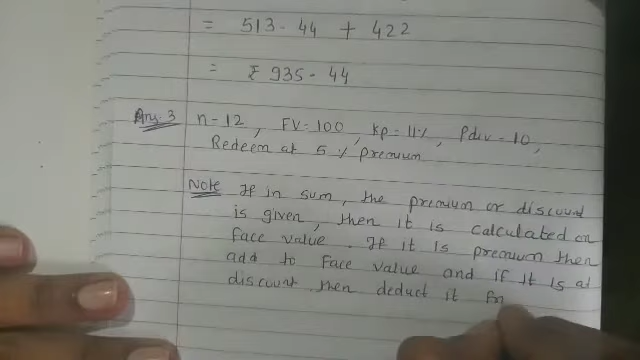 = 513-44 + 422
= ₹ 935-44
Ans. 3 n-12, FV=100, Kp=11%, Pdiv=10,
Redeem at 5% premium
Note If in sum, the premium or discount
is given, then it is calculated on
Face value. If it is premium then
add to Face value and if it is at
discount then deduct it